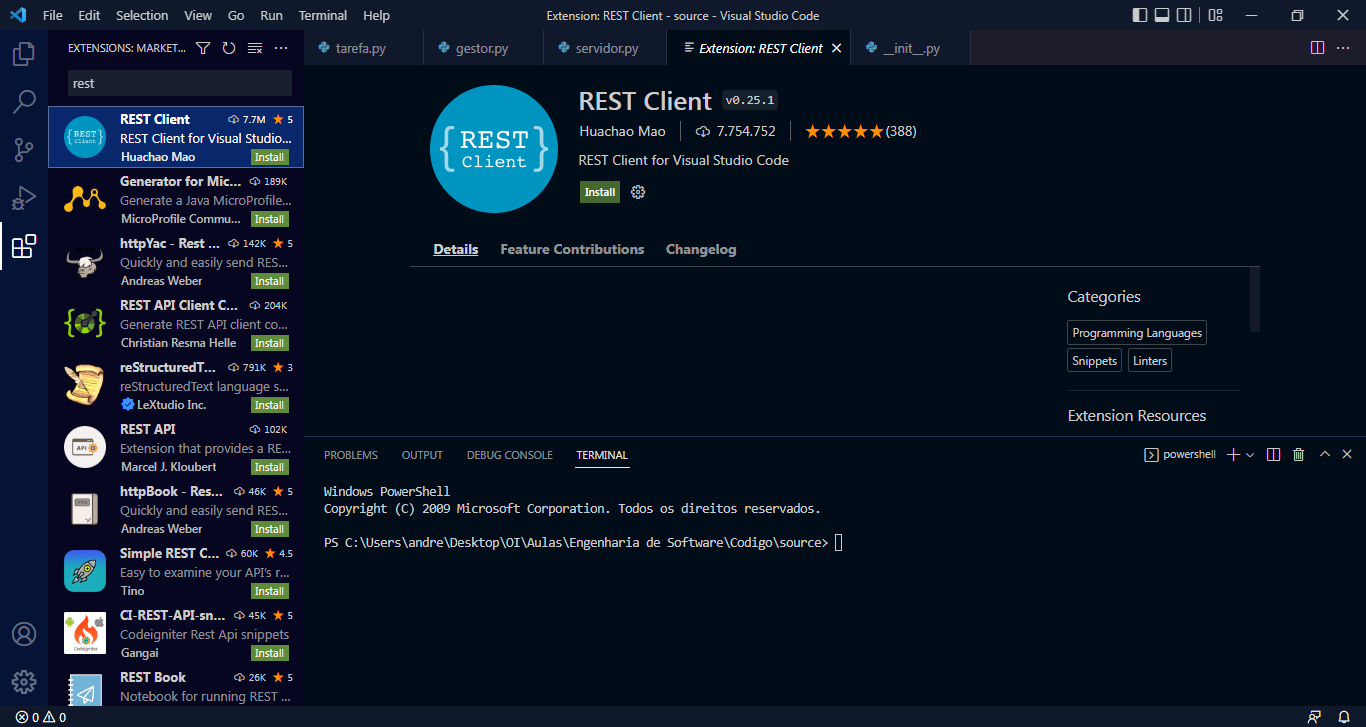 File Edit Selection View Go Run Terminal Help
Extension: REST Client - source - Visual Studio Code
EXTENSIONS: MARKET...
rest
REST Client 7.7M 5
REST Client for Visual Studio...
Huachao Mao Install
Generator for Mic... 189K
Generate a Java MicroProfile...
MicroProfile Commu... Install
httpYac - Rest ... 142K 5
Quickly and easily send RES...
Andreas Weber Install
REST API Client C... 204K
Generate REST API client co...
Christian Resma Helle Install
reStructuredT... 791K 3
reStructuredText language s...
LeXtudio Inc. Install
REST API 102K
Extension that provides a RE...
Marcel J. Kloubert Install
httpBook - Res... 46K 5
Quickly and easily send RES...
Andreas Weber Install
Simple REST C... 60K 4.5
Easy to examine your API's r...
Tino Install
CI-REST-API-sn... 45K 5
Codeigniter Rest Api snippets
Gangai Install
REST Book 26K 5
Notebook for running REST ...
tarefa.py gestor.py servidor.py Extension: REST Client __init__.py
{REST}
Client
REST Client v0.25.1
Huachao Mao 7.754.752 (388)
REST Client for Visual Studio Code
Install
Details Feature Contributions Changelog
Categories
Programming Languages
Snippets Linters
Extension Resources
PROBLEMS OUTPUT DEBUG CONSOLE TERMINAL powershell
Windows PowerShell
Copyright (C) 2009 Microsoft Corporation. Todos os direitos reservados.
PS C:\Users\andre\Desktop\OI\Aulas\Engenharia de Software\Codigo\source>
0 0